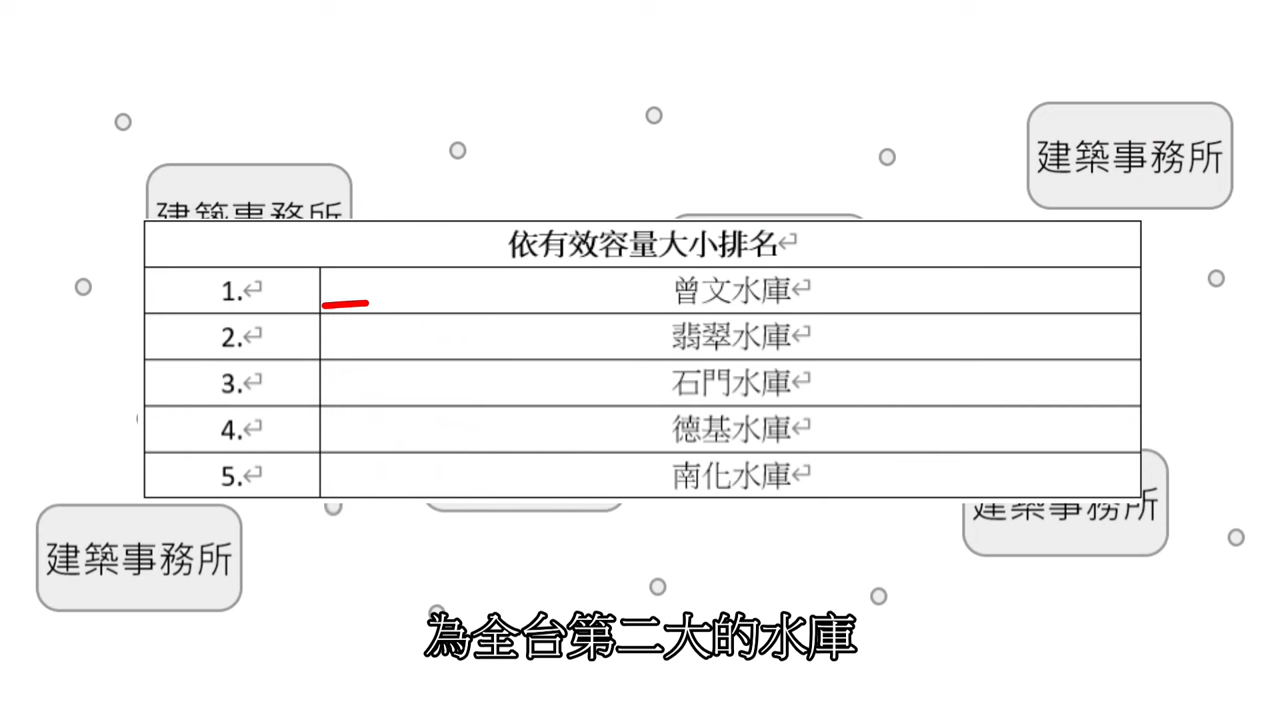 建築事務所
建築事務所
依有效容量大小排名
1. 曾文水庫
2. 翡翠水庫
3. 石門水庫
4. 德基水庫
5. 南化水庫
建築事務所
建築事務所
為全台第二大的水庫